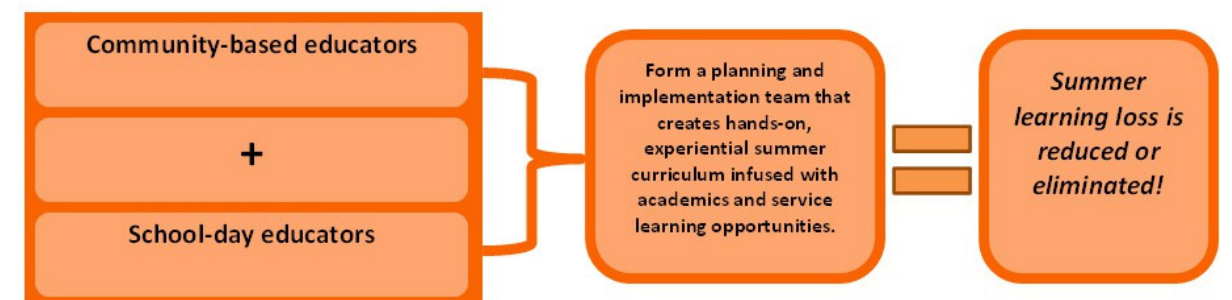 Community-based educators
+
School-day educators
Form a planning and
implementation team that
creates hands-on,
experiential summer
curriculum infused with
academics and service
learning opportunities.
Summer
learning loss is
reduced or
eliminated!